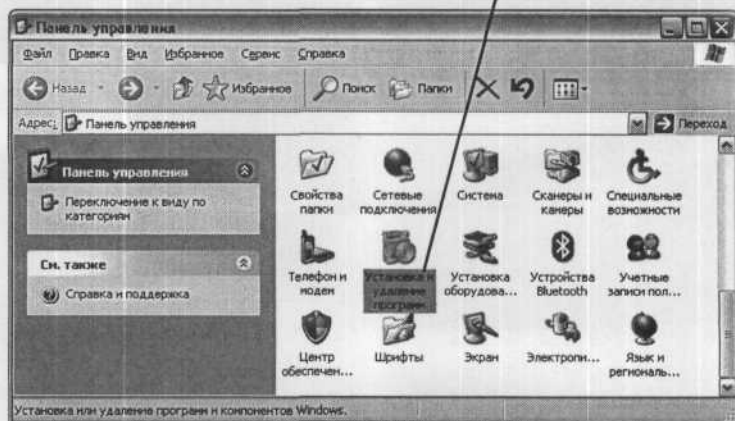 Панель управления
Файл Правка Вид Избранное Сервис Справка
Назад Избранное Поиск Папки
Адрес: Панель управления Переход
Панель управления
Переключение к виду по
категориям
См. также
Справка и поддержка
Свойства
папки
Сетевые
подключения
Система
Сканеры и
камеры
Специальные
возможности
Телефон и
модем
Установка и
удаление
программ
Установка
оборудова...
Устройства
Bluetooth
Учетные
записи пол...
Центр
обеспечен...
Шрифты
Экран
Электропи...
Язык и
региональ...
Установка или удаление программ и компонентов Windows.